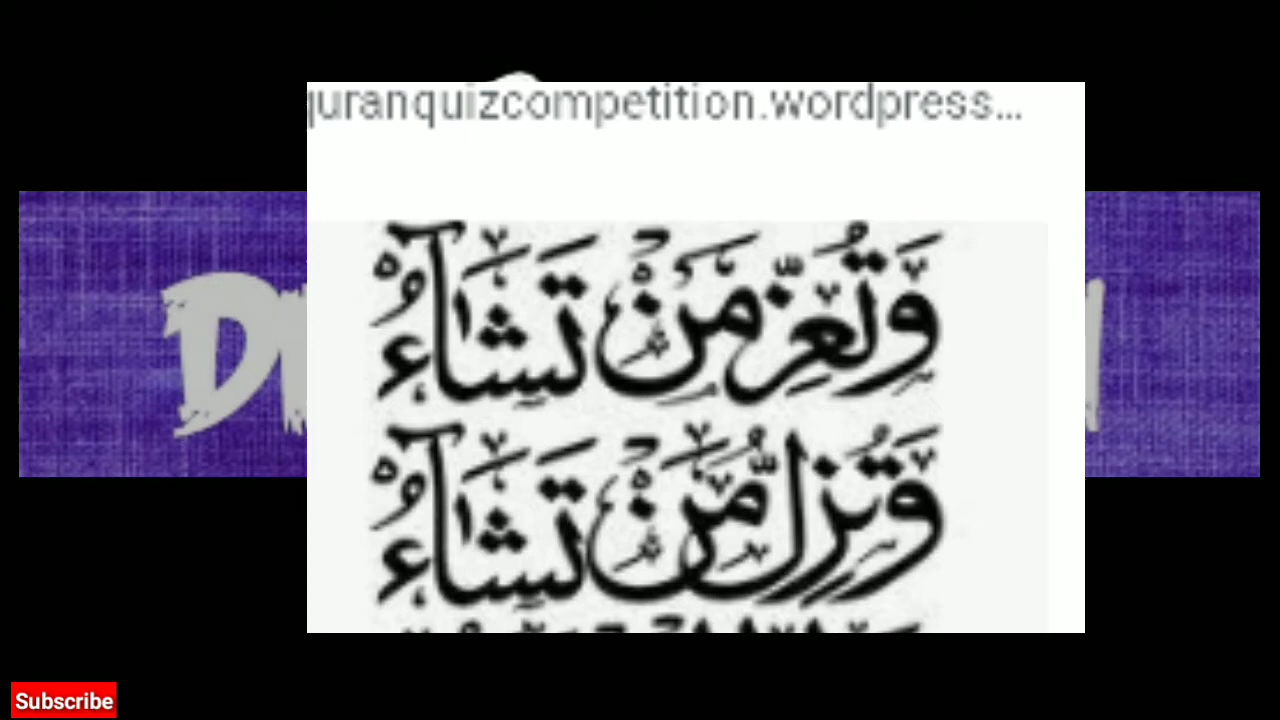 quranquizcompetition.wordpress...
وَتُعِزُّ مَنْ تَشَآءُ
وَتُذِلُّ مَنْ تَشَآءُ
Subscribe